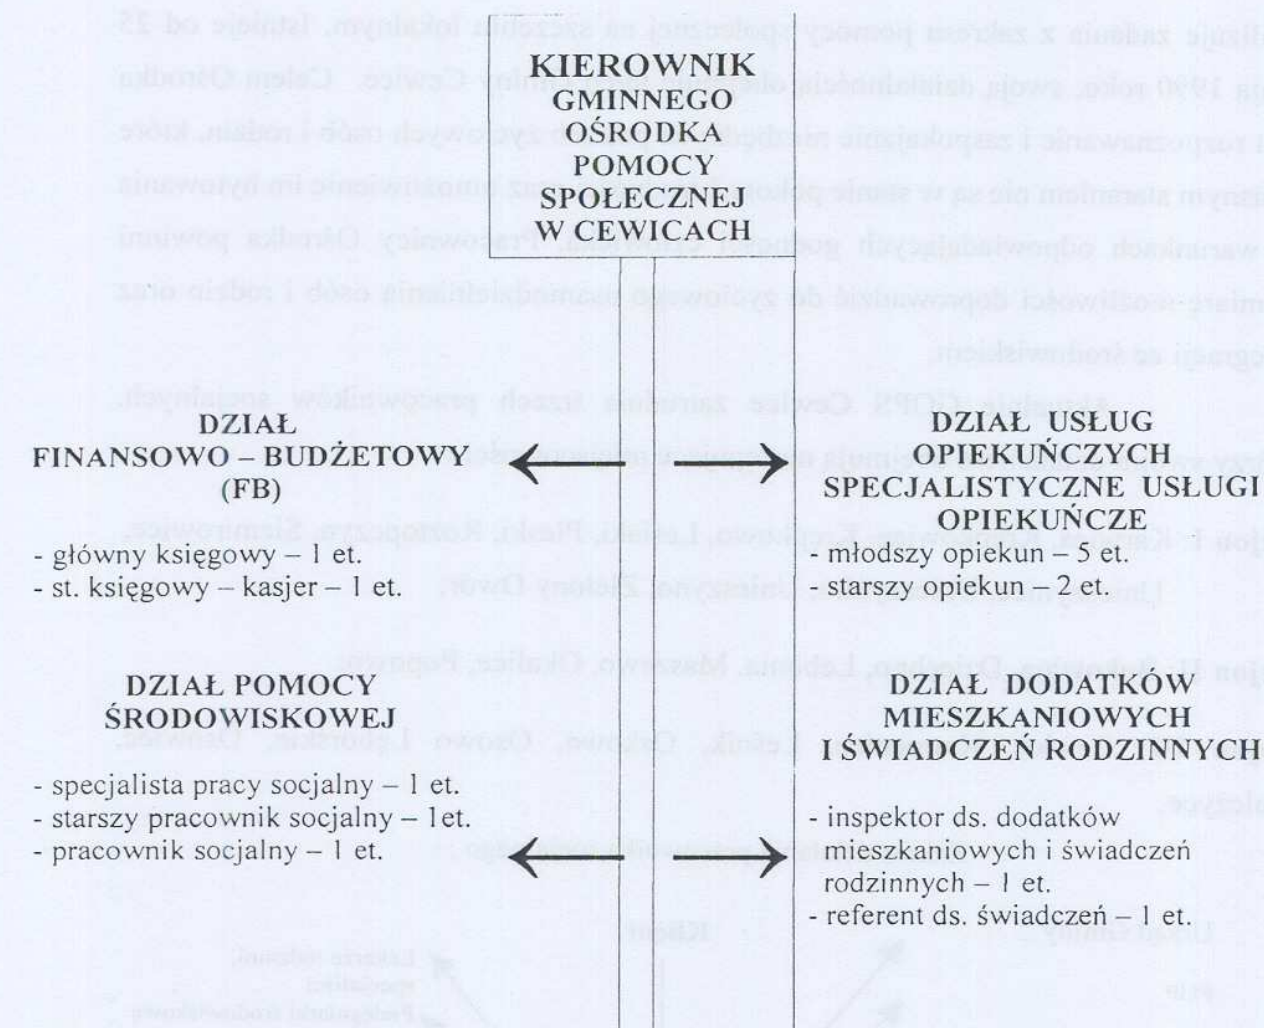 KIEROWNIK
GMINNEGO
OŚRODKA
POMOCY
SPOŁECZNEJ
W CEWICACH
DZIAŁ
FINANSOWO – BUDŻETOWY
(FB)
- główny księgowy – 1 et.
- st. księgowy – kasjer – 1 et.
DZIAŁ USŁUG
OPIEKUŃCZYCH
SPECJALISTYCZNE USŁUGI
OPIEKUŃCZE
- młodszy opiekun – 5 et.
- starszy opiekun – 2 et.
DZIAŁ POMOCY
ŚRODOWISKOWEJ
- specjalista pracy socjalny – 1 et.
- starszy pracownik socjalny – 1et.
- pracownik socjalny – 1 et.
DZIAŁ DODATKÓW
MIESZKANIOWYCH
I ŚWIADCZEŃ RODZINNYCH
- inspektor ds. dodatków
- mieszkaniowych i świadczeń
rodzinnych – 1 et.
- referent ds. świadczeń – 1 et.